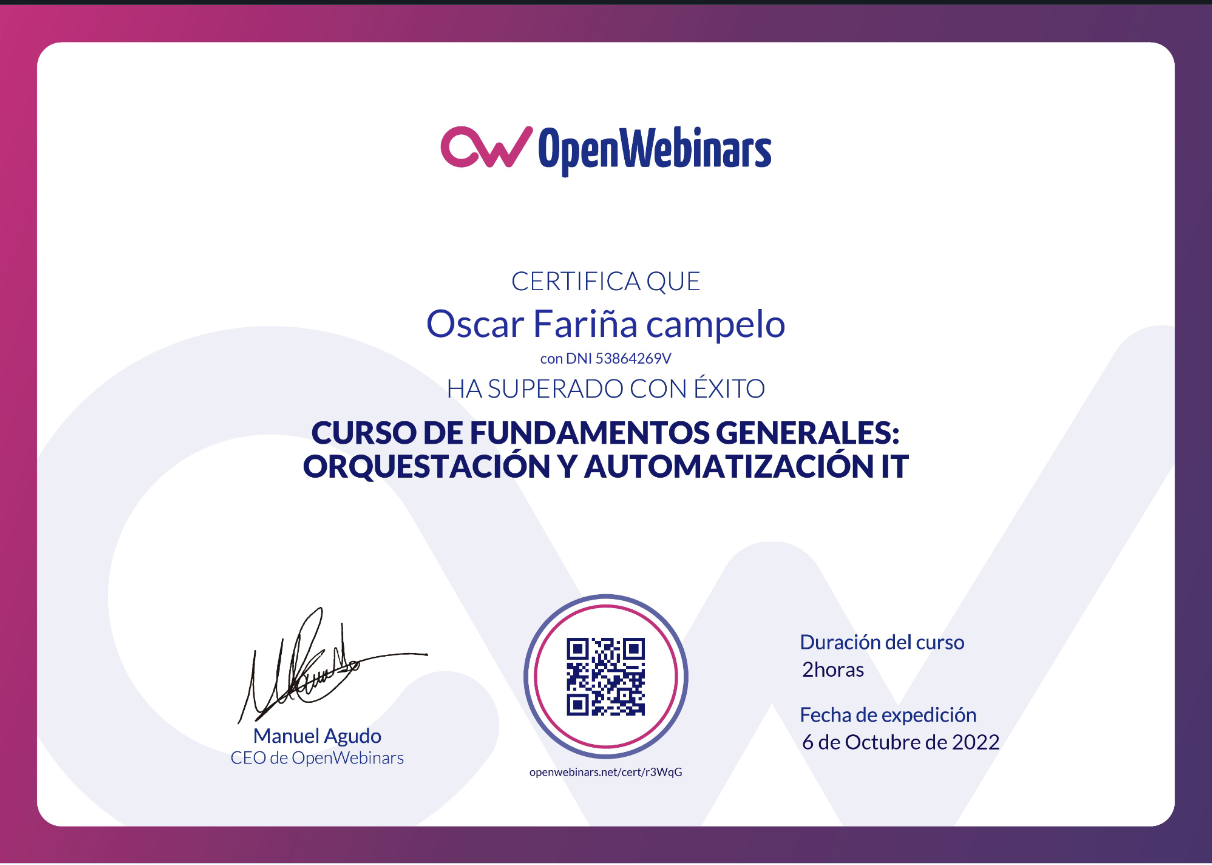 OpenWebinars
CERTIFICA QUE
Oscar Fariña campelo
con DNI 53864269V
HA SUPERADO CON ÉXITO
CURSO DE FUNDAMENTOS GENERALES:
ORQUESTACIÓN Y AUTOMATIZACIÓN IT
Manuel Agudo
CEO de OpenWebinars
openwebinars.net/cert/r3WqG
Duración del curso
2horas
Fecha de expedición
6 de Octubre de 2022